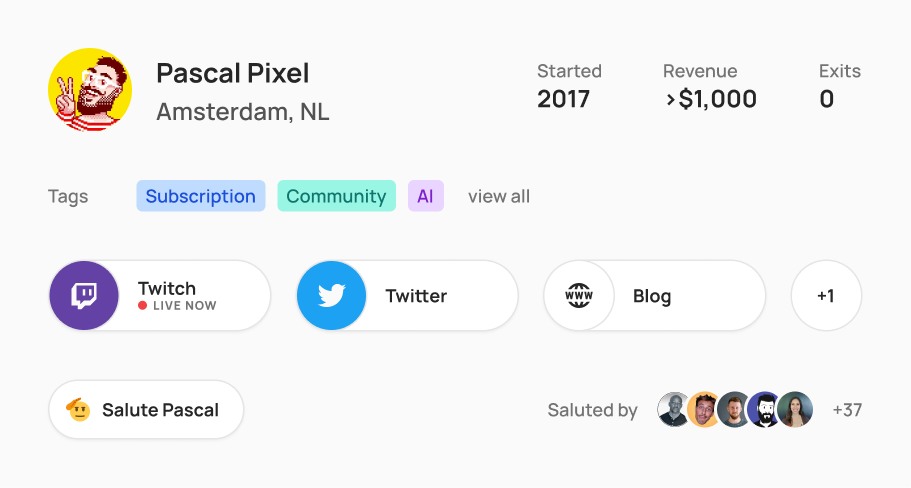 Pascal Pixel
Amsterdam, NL
Started
2017
Revenue
>$1,000
Exits
0
Tags Subscription Community AI view all
Twitch
LIVE NOW
Twitter
WWW
Blog
+1
Salute Pascal
Saluted by +37